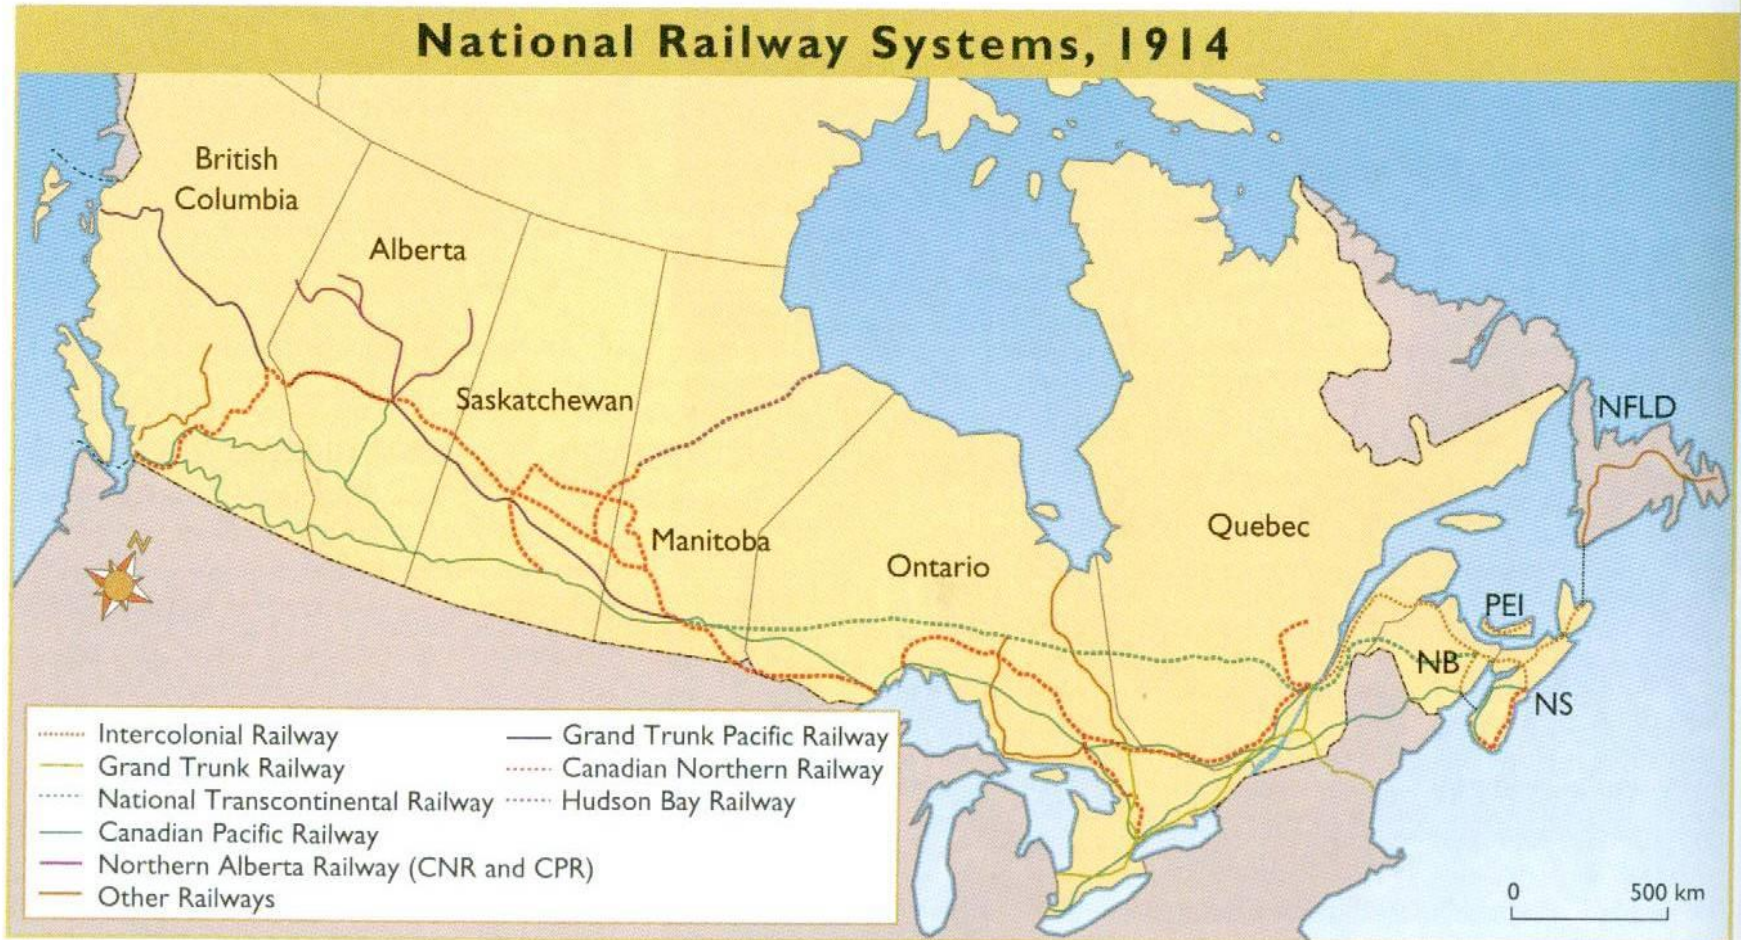 National Railway Systems, 1914
British
Columbia
Alberta
Saskatchewan
Manitoba
Ontario
Quebec
NFLD
PEI
NB
NS
N
Intercolonial Railway
Grand Trunk Railway
National Transcontinental Railway
Canadian Pacific Railway
Northern Alberta Railway (CNR and CPR)
Other Railways
Grand Trunk Pacific Railway
Canadian Northern Railway
Hudson Bay Railway
0 500 km